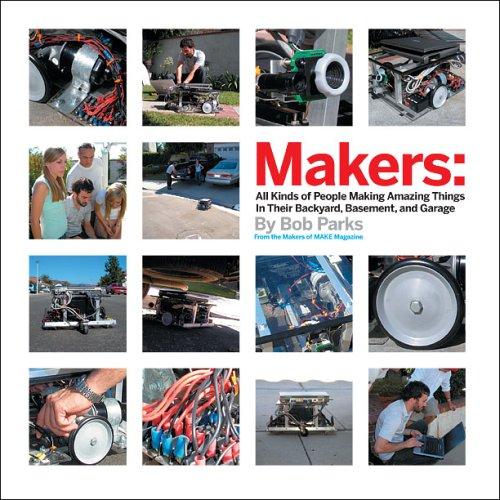 Makers:
All Kinds of People Making Amazing Things
In Their Backyard, Basement, and Garage
By Bob Parks
From the Makers of MAKE Magazine